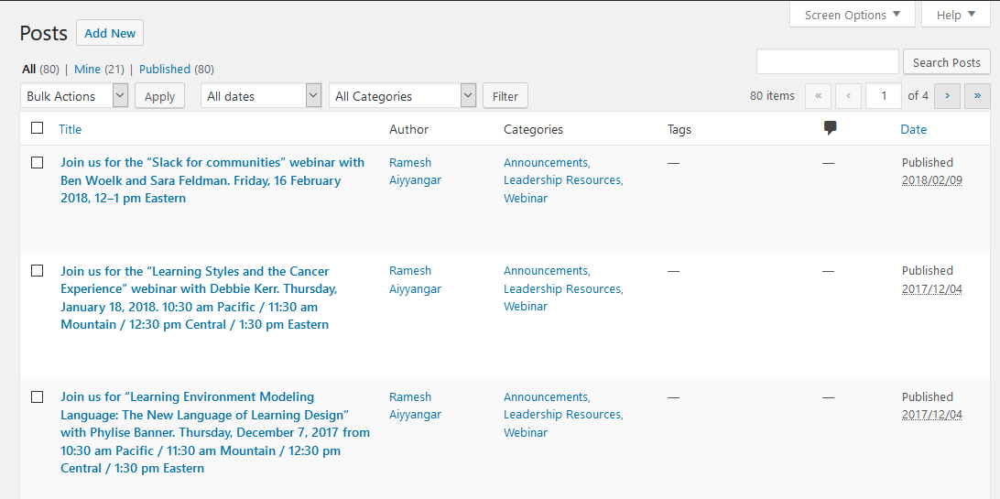 Screen Options Help
Posts Add New
All (80) | Mine (21) | Published (80)
Search Posts
Bulk Actions Apply All dates All Categories Filter 80 items « ‹ 1 of 4 › »
Title Author Categories Tags Date
Join us for the “Slack for communities” webinar with Ramesh Announcements, — — Published
Ben Woelk and Sara Feldman. Friday, 16 February Aiyyangar Leadership Resources, 2018/02/09
2018, 12–1 pm Eastern Webinar
Join us for the “Learning Styles and the Cancer Ramesh Announcements, — — Published
Experience” webinar with Debbie Kerr. Thursday, Aiyyangar Leadership Resources, 2017/12/04
January 18, 2018. 10:30 am Pacific / 11:30 am Webinar
Mountain / 12:30 pm Central / 1:30 pm Eastern
Join us for “Learning Environment Modeling Ramesh Announcements, — — Published
Language: The New Language of Learning Design” Aiyyangar Leadership Resources, 2017/12/04
with Phylise Banner. Thursday, December 7, 2017 from Webinar
10:30 am Pacific / 11:30 am Mountain / 12:30 pm
Central / 1:30 pm Eastern